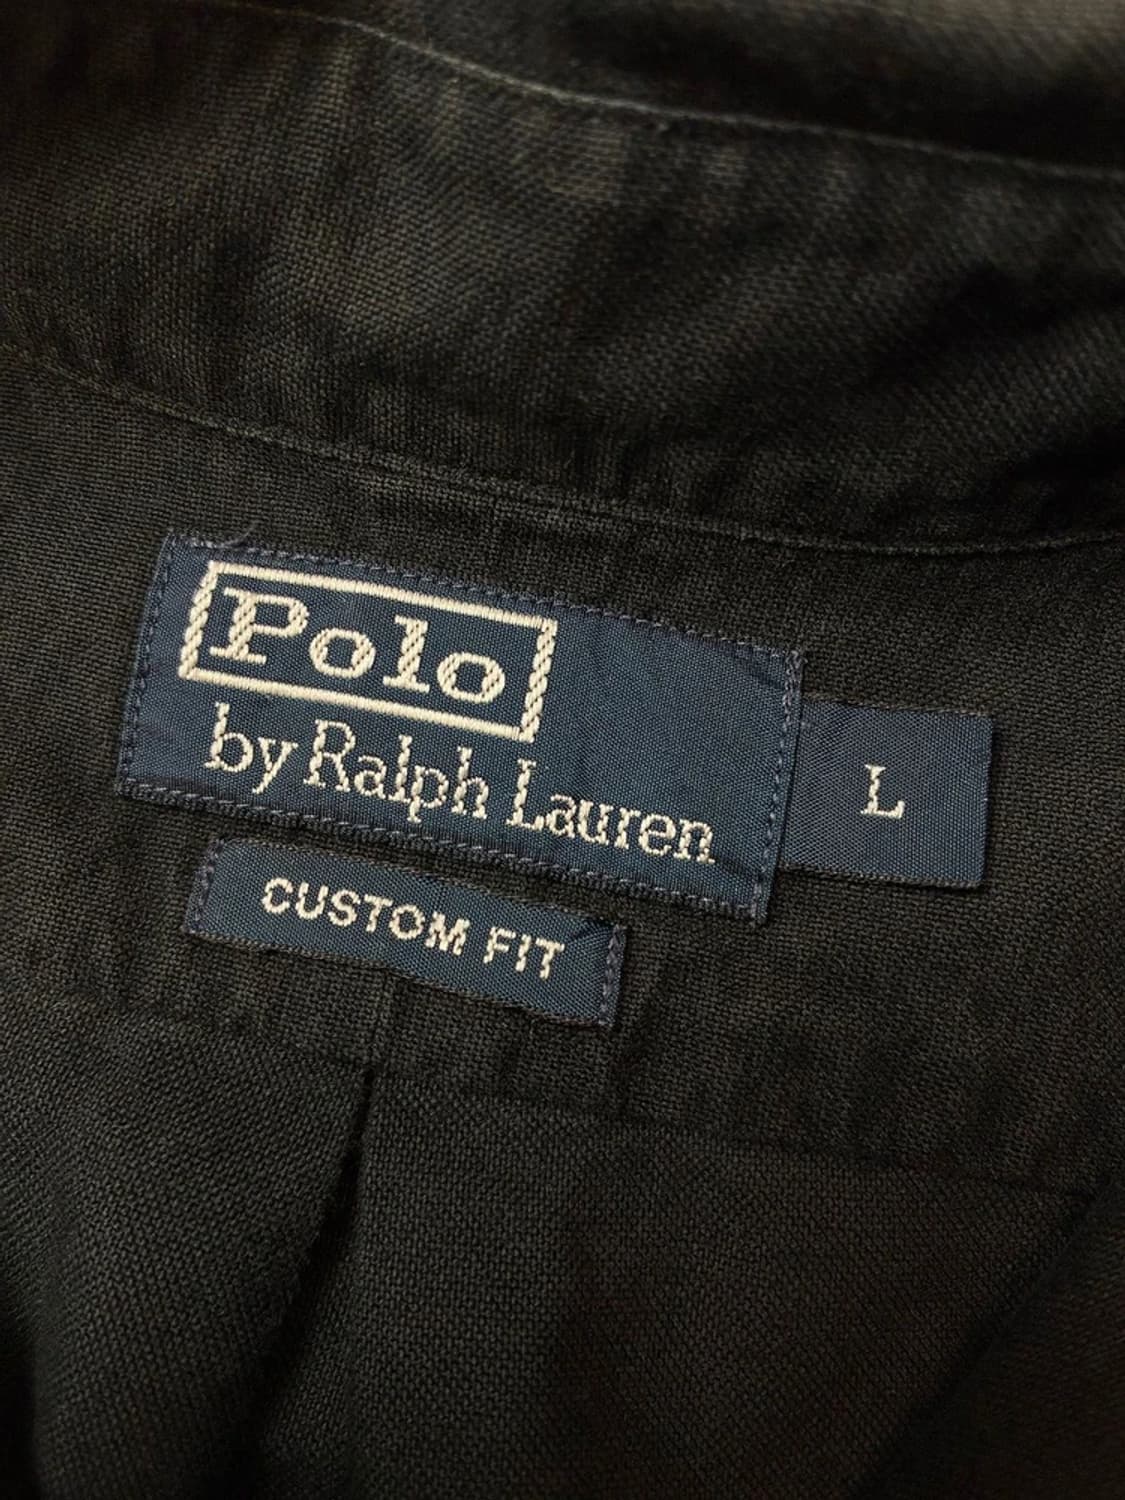 Polo
by Ralph Lauren
L
CUSTOM FIT